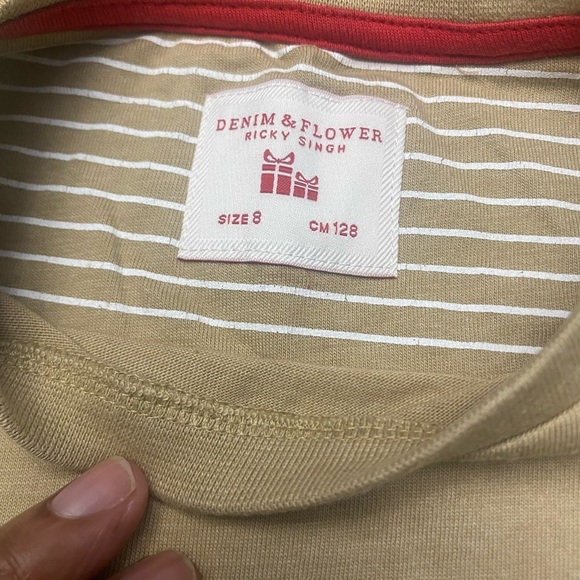 DENIM & FLOWER
RICKY SINGH
SIZE 8 CM 128